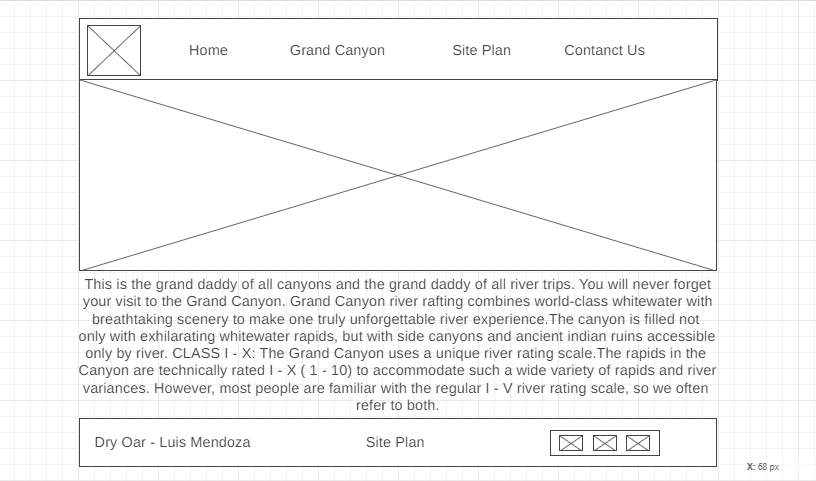 Home Grand Canyon Site Plan Contanct Us
This is the grand daddy of all canyons and the grand daddy of all river trips. You will never forget
your visit to the Grand Canyon. Grand Canyon river rafting combines world-class whitewater with
breathtaking scenery to make one truly unforgettable river experience.The canyon is filled not
only with exhilarating whitewater rapids, but with side canyons and ancient indian ruins accessible
only by river. CLASS I - X: The Grand Canyon uses a unique river rating scale.The rapids in the
Canyon are technically rated I - X ( 1 - 10) to accommodate such a wide variety of rapids and river
variances. However, most people are familiar with the regular I - V river rating scale, so we often
refer to both.
Dry Oar - Luis Mendoza Site Plan
X: 68 px